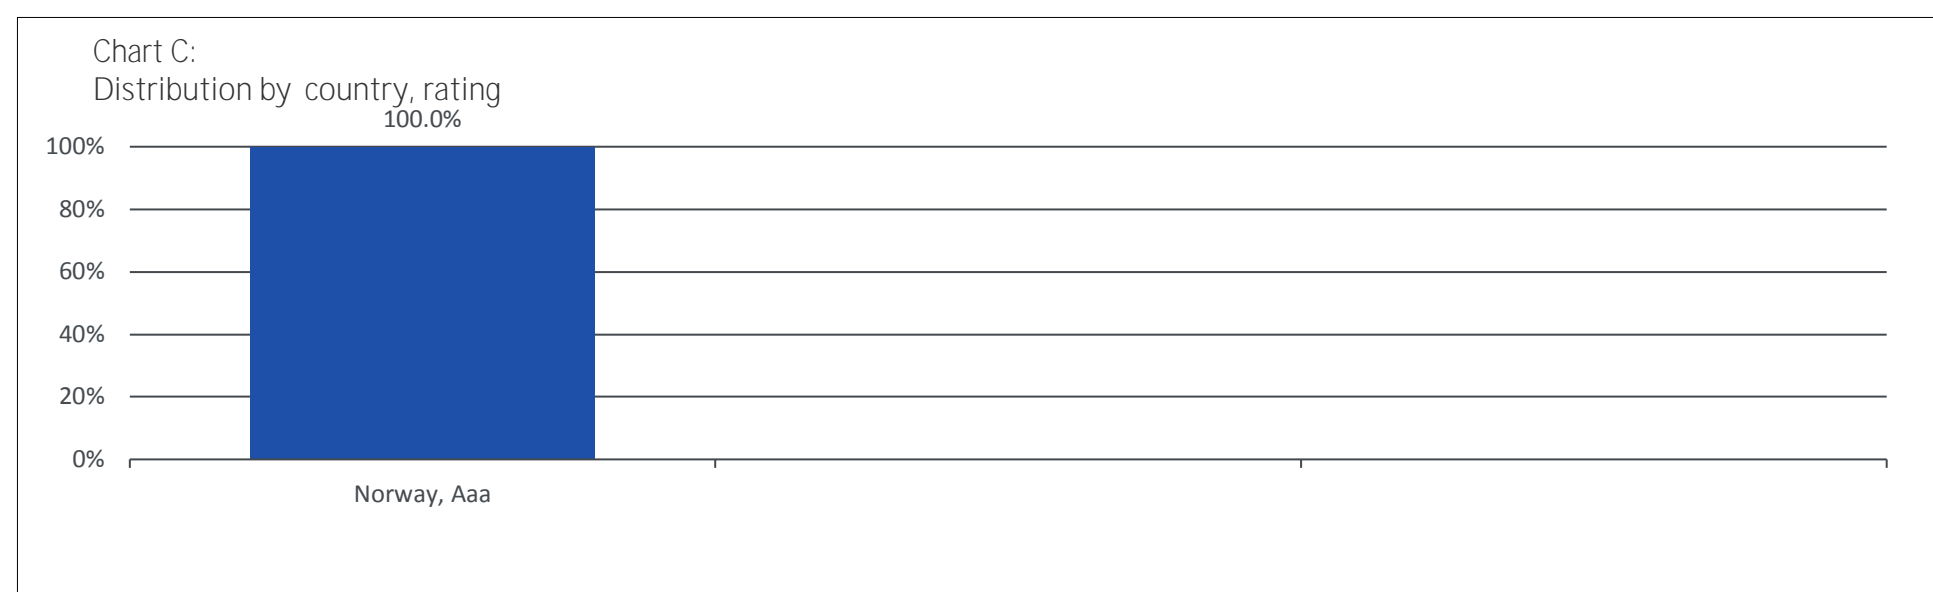 Chart C:
Distribution by country, rating
100.0%
100%
80%
60%
40%
20%
0%
Norway, Aaa